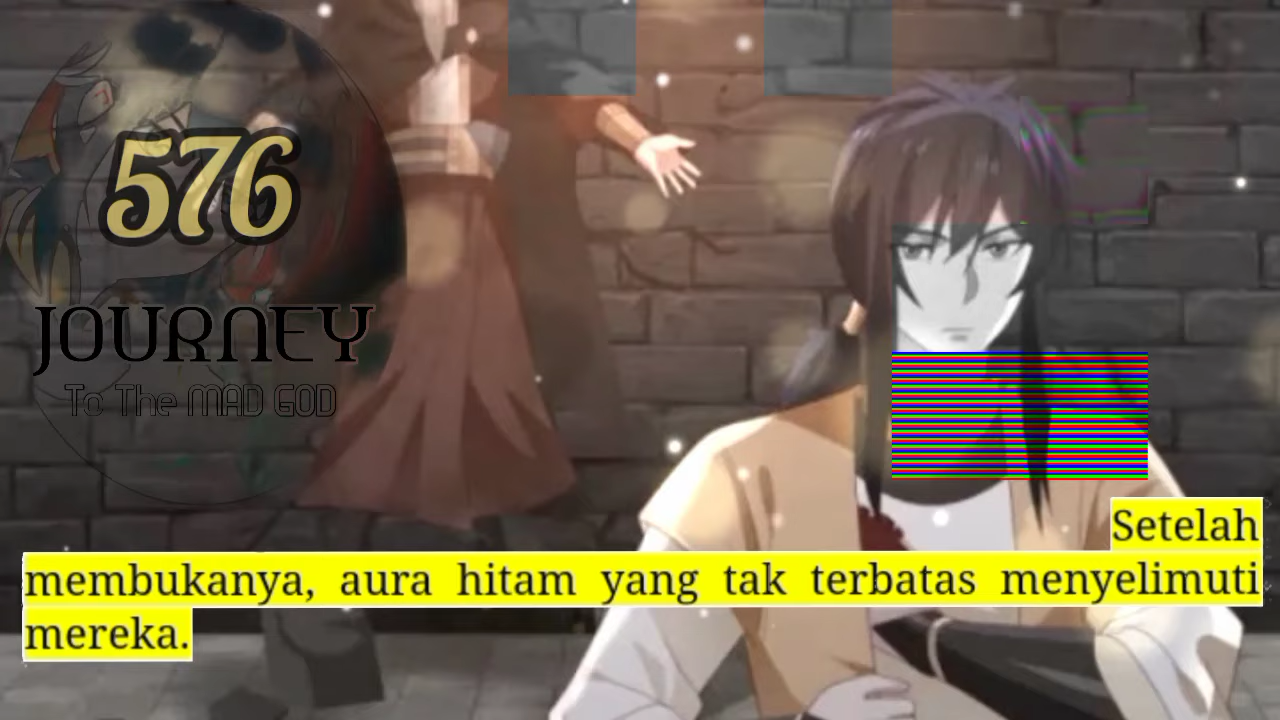 576
JOURNEY
To The MAD GOD
Setelah
membukanya, aura hitam yang tak terbatas menyelimuti
mereka.